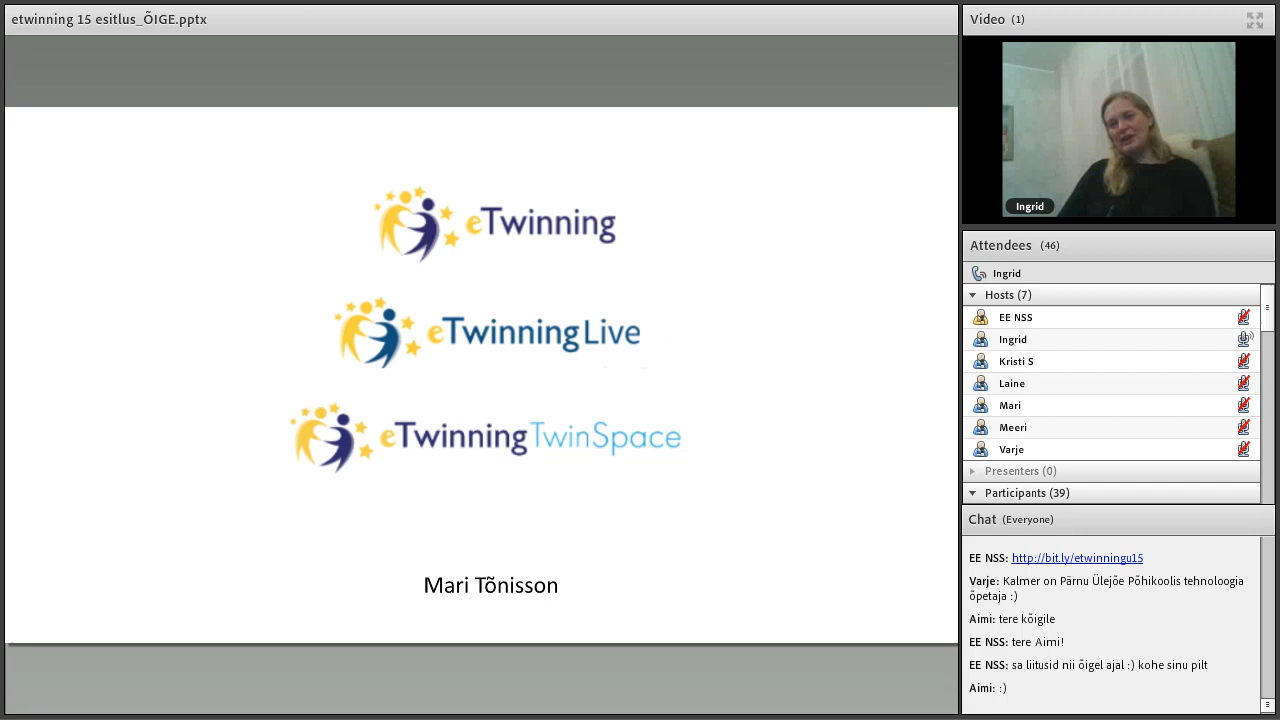 etwinning 15 esitlus_ÕIGE.pptx
eTwinning
eTwinning Live
eTwinning TwinSpace
Mari Tõnisson
Video (1)
Ingrid
Attendees (46)
Ingrid
Hosts (7)
EE NSS
Ingrid
Kristi S
Laine
Mari
Meeri
Varje
Presenters (0)
Participants (39)
Chat (Everyone)
EE NSS: http://bit.ly/etwinningu15
Varje: Kalmer on Pärnu Ülejõe Põhikoolis tehnoloogia
õpetaja :)
Aimi: tere kõigile
EE NSS: tere Aimi!
EE NSS: sa liitusid nii õigel ajal :) kohe sinu pilt
Aimi: :)